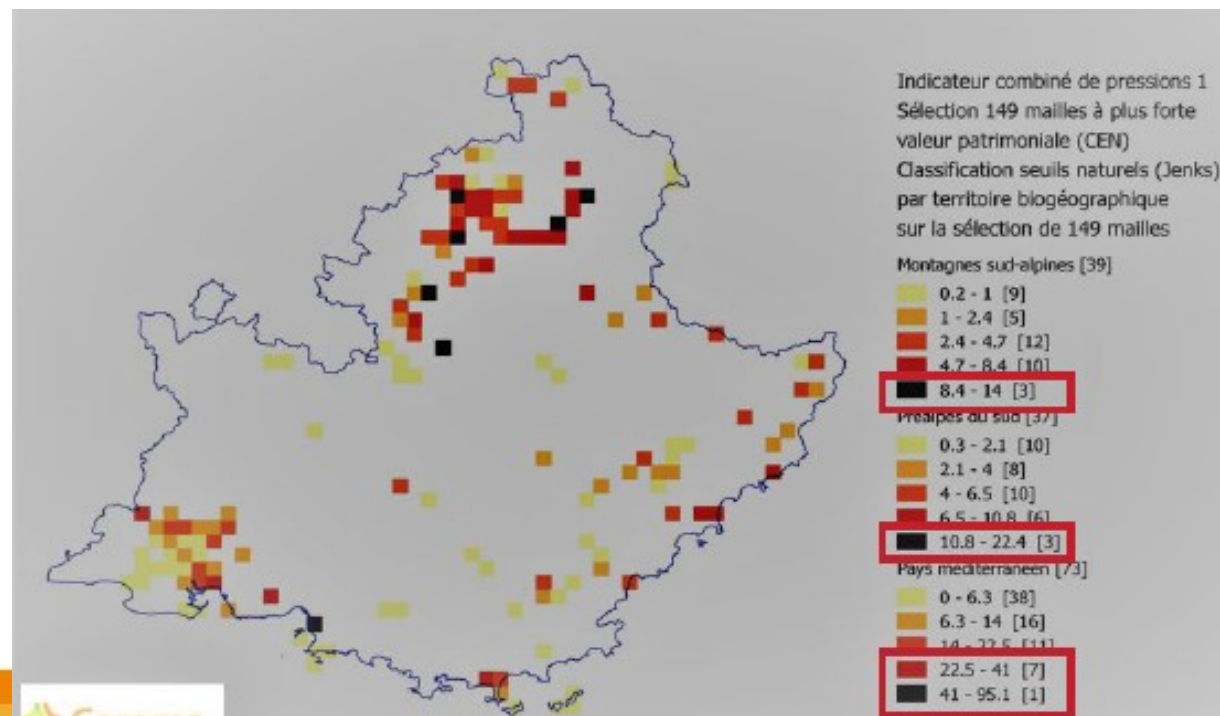 Indicateur combiné de pressions 1
Sélection 149 mailles à plus forte
valeur patrimoniale (CEN)
Classification seuils naturels (Jenks)
par territoire biogéographique
sur la sélection de 149 mailles
Montagnes sud-alpines [39]
0.2 - 1 [9]
1 - 2.4 [5]
2.4 - 4.7 [12]
4.7 - 8.4 [10]
8.4 - 14 [3]
Préalpes du sud [37]
0.3 - 2.1 [10]
2.1 - 4 [8]
4 - 6.5 [10]
6.5 - 10.8 [6]
10.8 - 22.4 [3]
Pays méditerranéen [73]
0 - 6.3 [38]
6.3 - 14 [16]
14 - 22.5 [11]
22.5 - 41 [7]
41 - 95.1 [1]